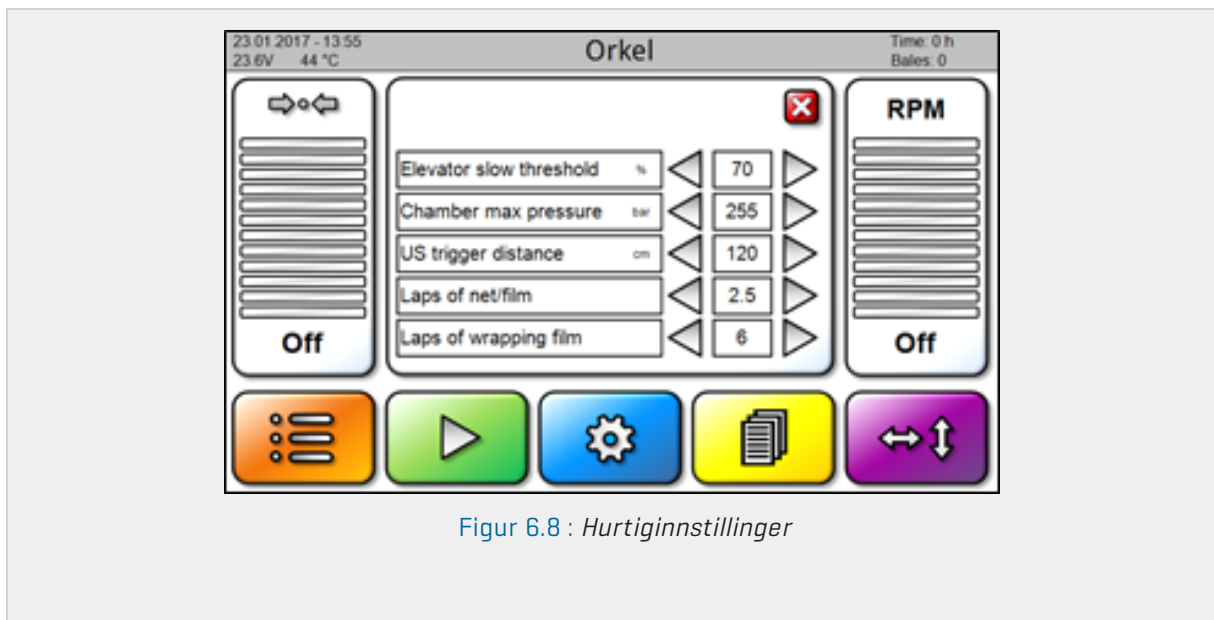 23.01.2017 - 13:55
23.6V 44 °C
Orkel
Time: 0 h
Bales: 0
RPM
Elevator slow threshold % 70
Chamber max pressure bar 255
US trigger distance cm 120
Laps of net/film 2.5
Laps of wrapping film 6
Off
Off
Figur 6.8 : Hurtiginnstillinger